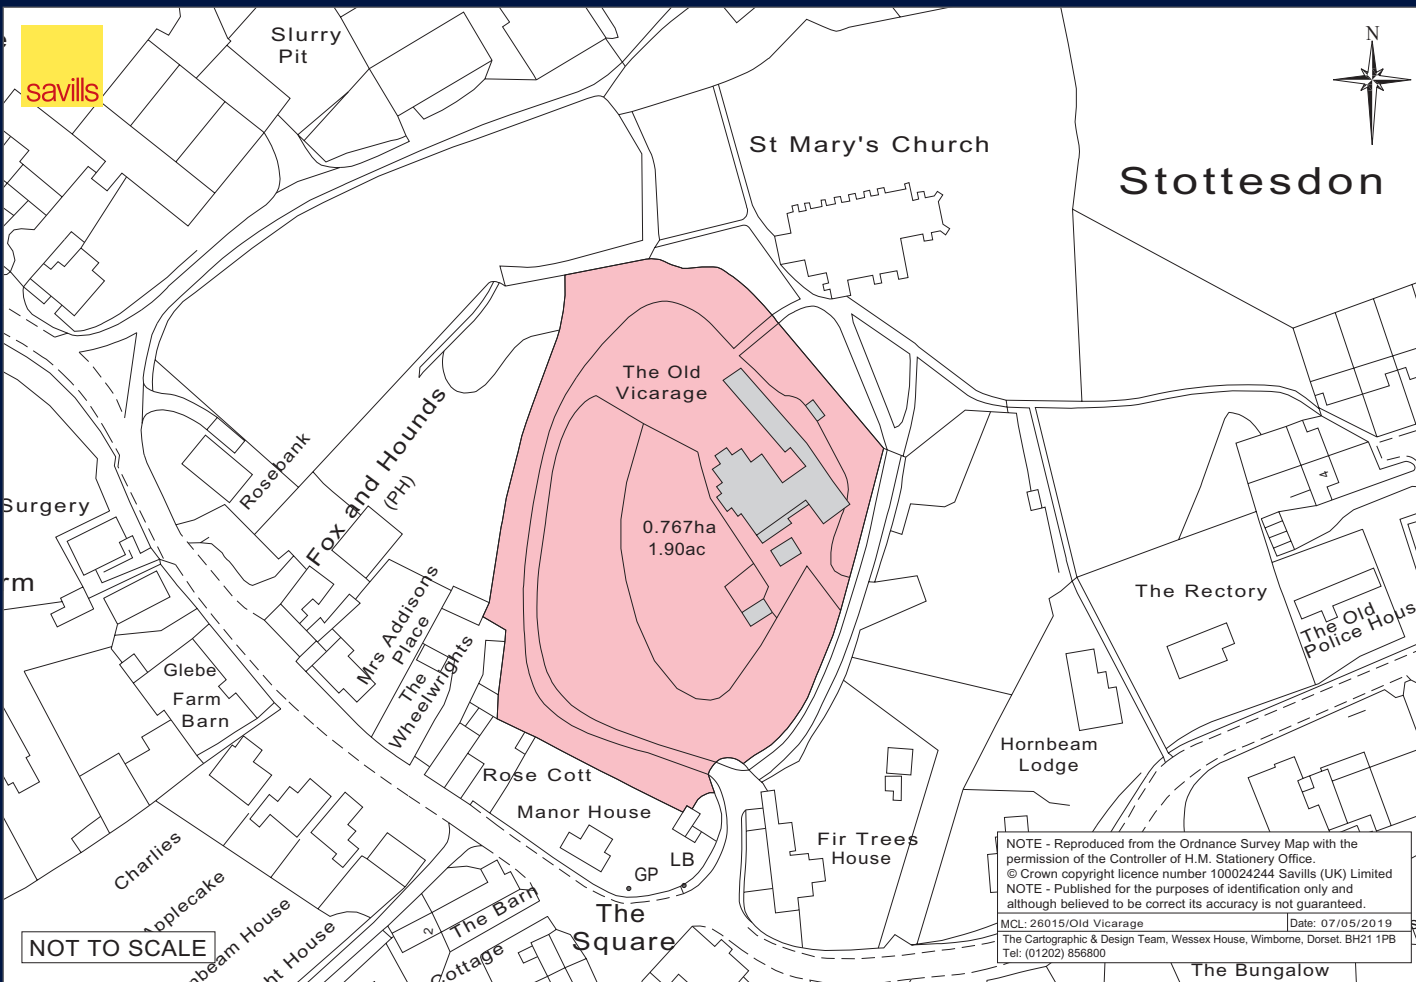 savills
Slurry
Pit
N
St Mary's Church
Stottesdon
The Old
Vicarage
Fox and Hounds
(PH)
Rosebank
Surgery
rm
0.767ha
1.90ac
4
The Rectory
The Old
Police Hous
Mrs Addisons
Place
The
Wheelwrights
Glebe
Farm
Barn
Rose Cott
Manor House
Hornbeam
Lodge
Fir Trees
House
Charlies
Applecake
nbeam House
ht House
GP
LB
The
Square
2
The Barn
Cottage
NOT TO SCALE
NOTE - Reproduced from the Ordnance Survey Map with the
permission of the Controller of H.M. Stationery Office.
© Crown copyright licence number 100024244 Savills (UK) Limited
NOTE - Published for the purposes of identification only and
although believed to be correct its accuracy is not guaranteed.
MCL: 26015/Old Vicarage
Date: 07/05/2019
The Cartographic & Design Team, Wessex House, Wimborne, Dorset. BH21 1PB
Tel: (01202) 856800
The Bungalow